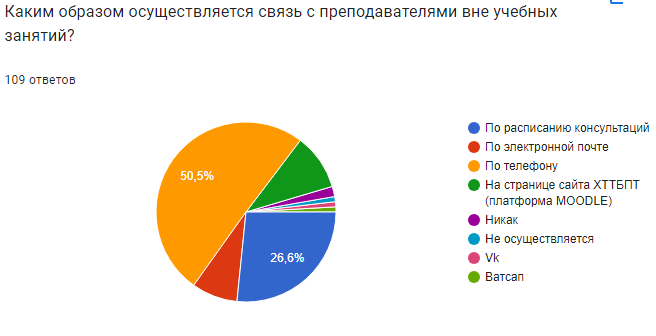 Каким образом осуществляется связь с преподавателями вне учебных
занятий?
109 ответов
50,5%
26,6%
По расписанию консультаций
По электронной почте
По телефону
На странице сайта ХТТБПТ
(платформа MOODLE)
Никак
Не осуществляется
Vk
Ватсап